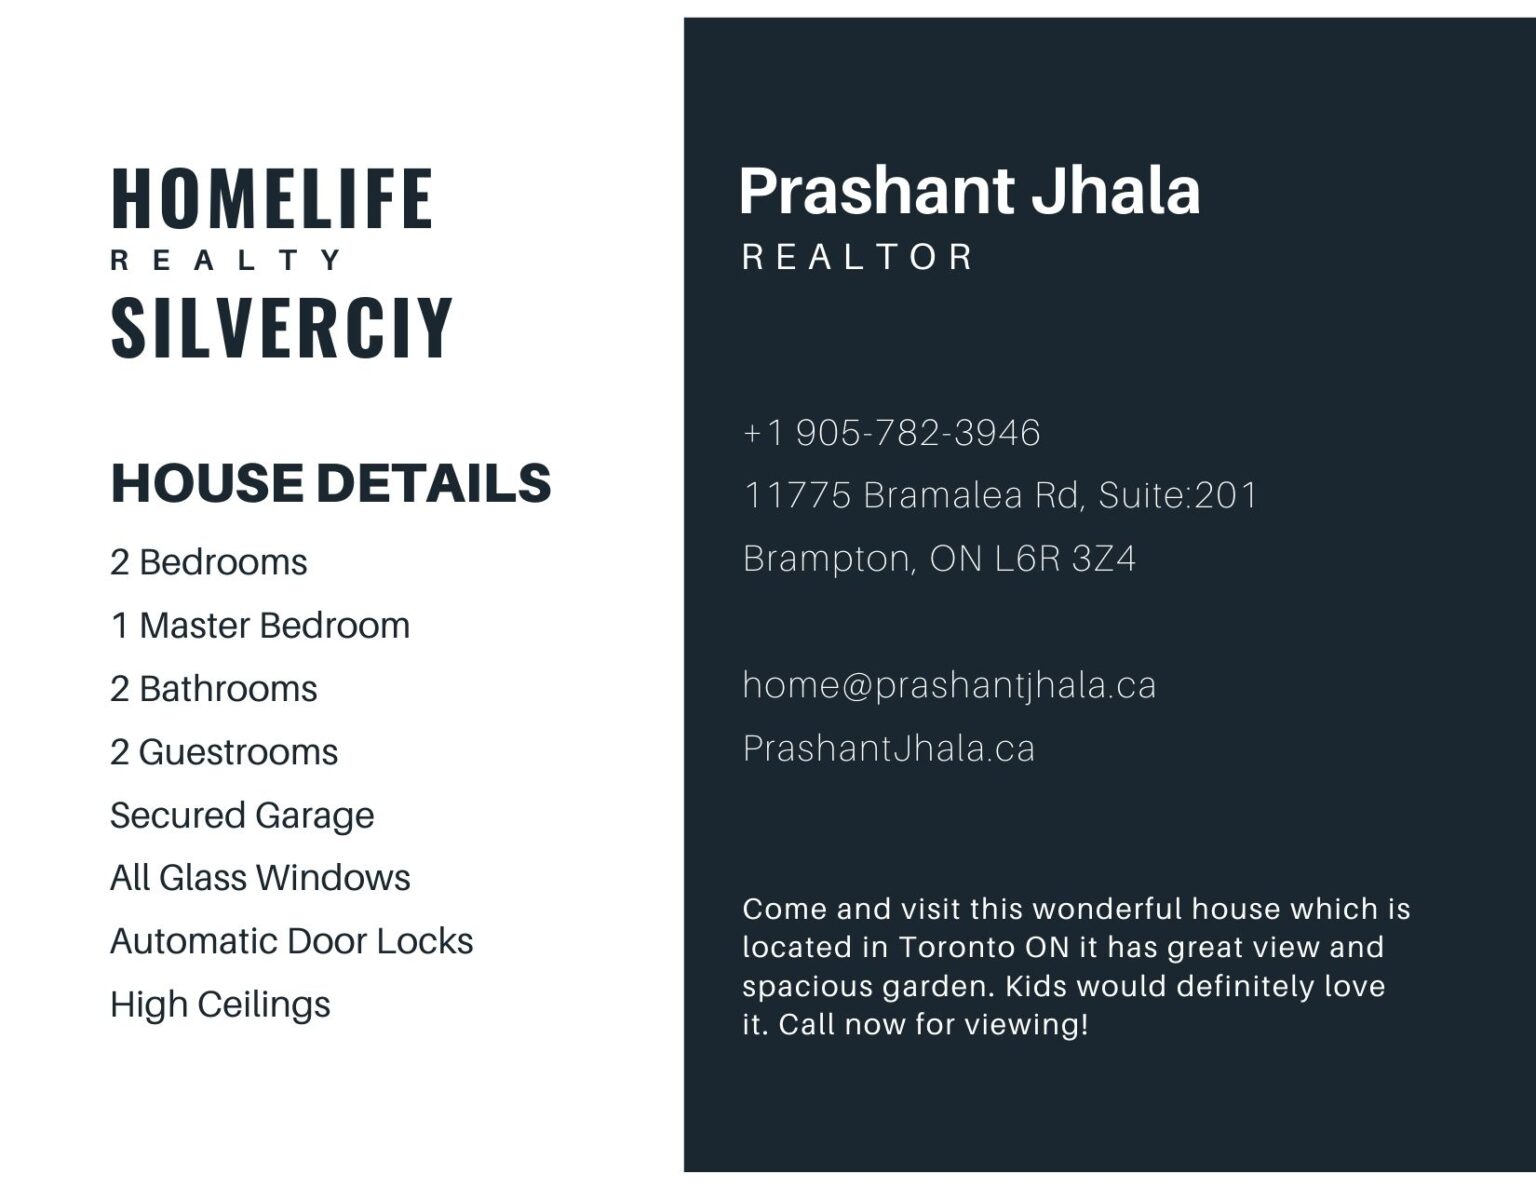 HOMELIFE
REALTY
SILVERCIY
HOUSE DETAILS
2 Bedrooms
1 Master Bedroom
2 Bathrooms
2 Guestrooms
Secured Garage
All Glass Windows
Automatic Door Locks
High Ceilings
Prashant Jhala
REALTOR
+1 905-782-3946
11775 Bramalea Rd, Suite:201
Brampton, ON L6R 3Z4
home@prashantjhala.ca
PrashantJhala.ca
Come and visit this wonderful house which is
located in Toronto ON it has great view and
spacious garden. Kids would definitely love
it. Call now for viewing!